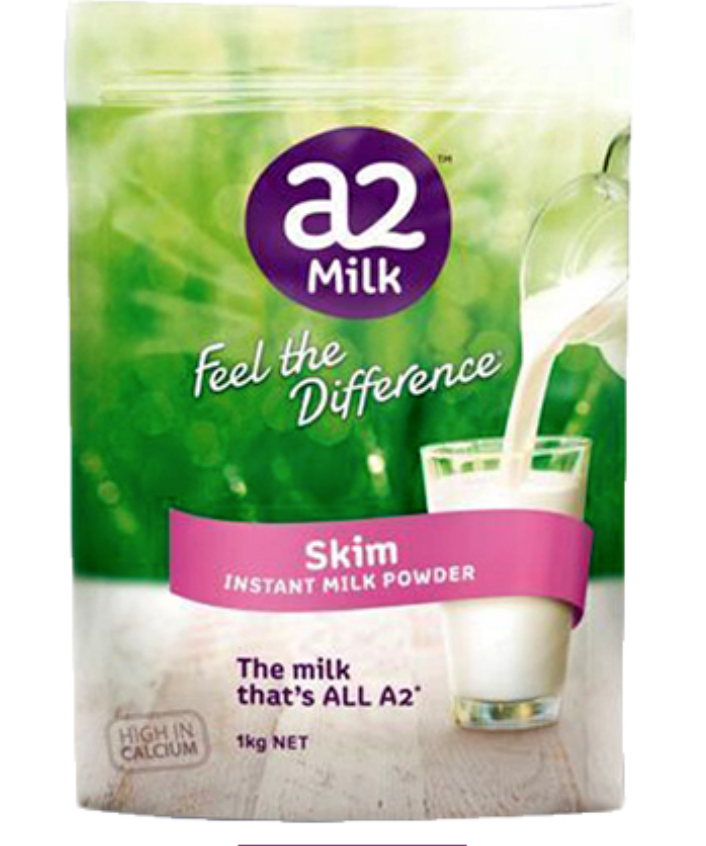 a2
™
Milk
Feel the
Difference
Skim
INSTANT MILK POWDER
The milk
that's ALL A2*
HIGH IN
CALCIUM
1kg NET